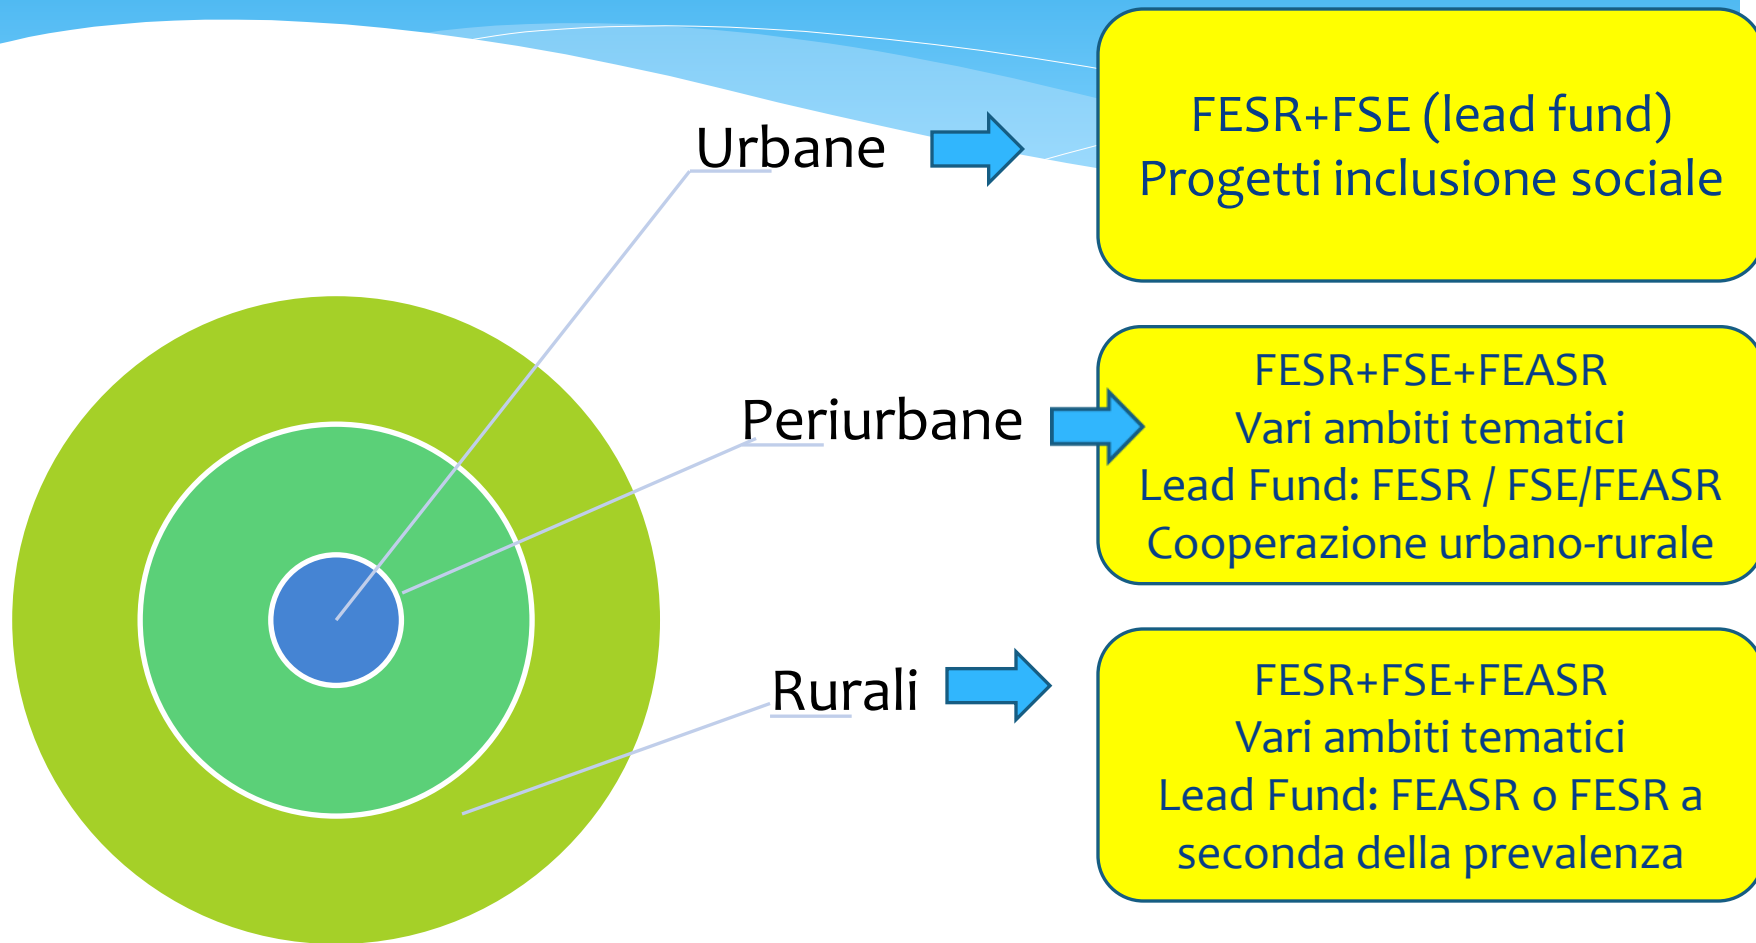 Urbane
FESR+FSE (lead fund)
Progetti inclusione sociale
Periurbane
FESR+FSE+FEASR
Vari ambiti tematici
Lead Fund: FESR / FSE/FEASR
Cooperazione urbano-rurale
Rurali
FESR+FSE+FEASR
Vari ambiti tematici
Lead Fund: FEASR o FESR a
seconda della prevalenza